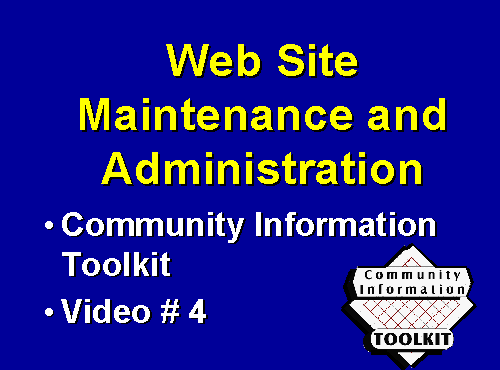 Web Site
Maintenance and
Administration
• Community Information
Toolkit
• Video # 4
Community
Information
TOOLKIT